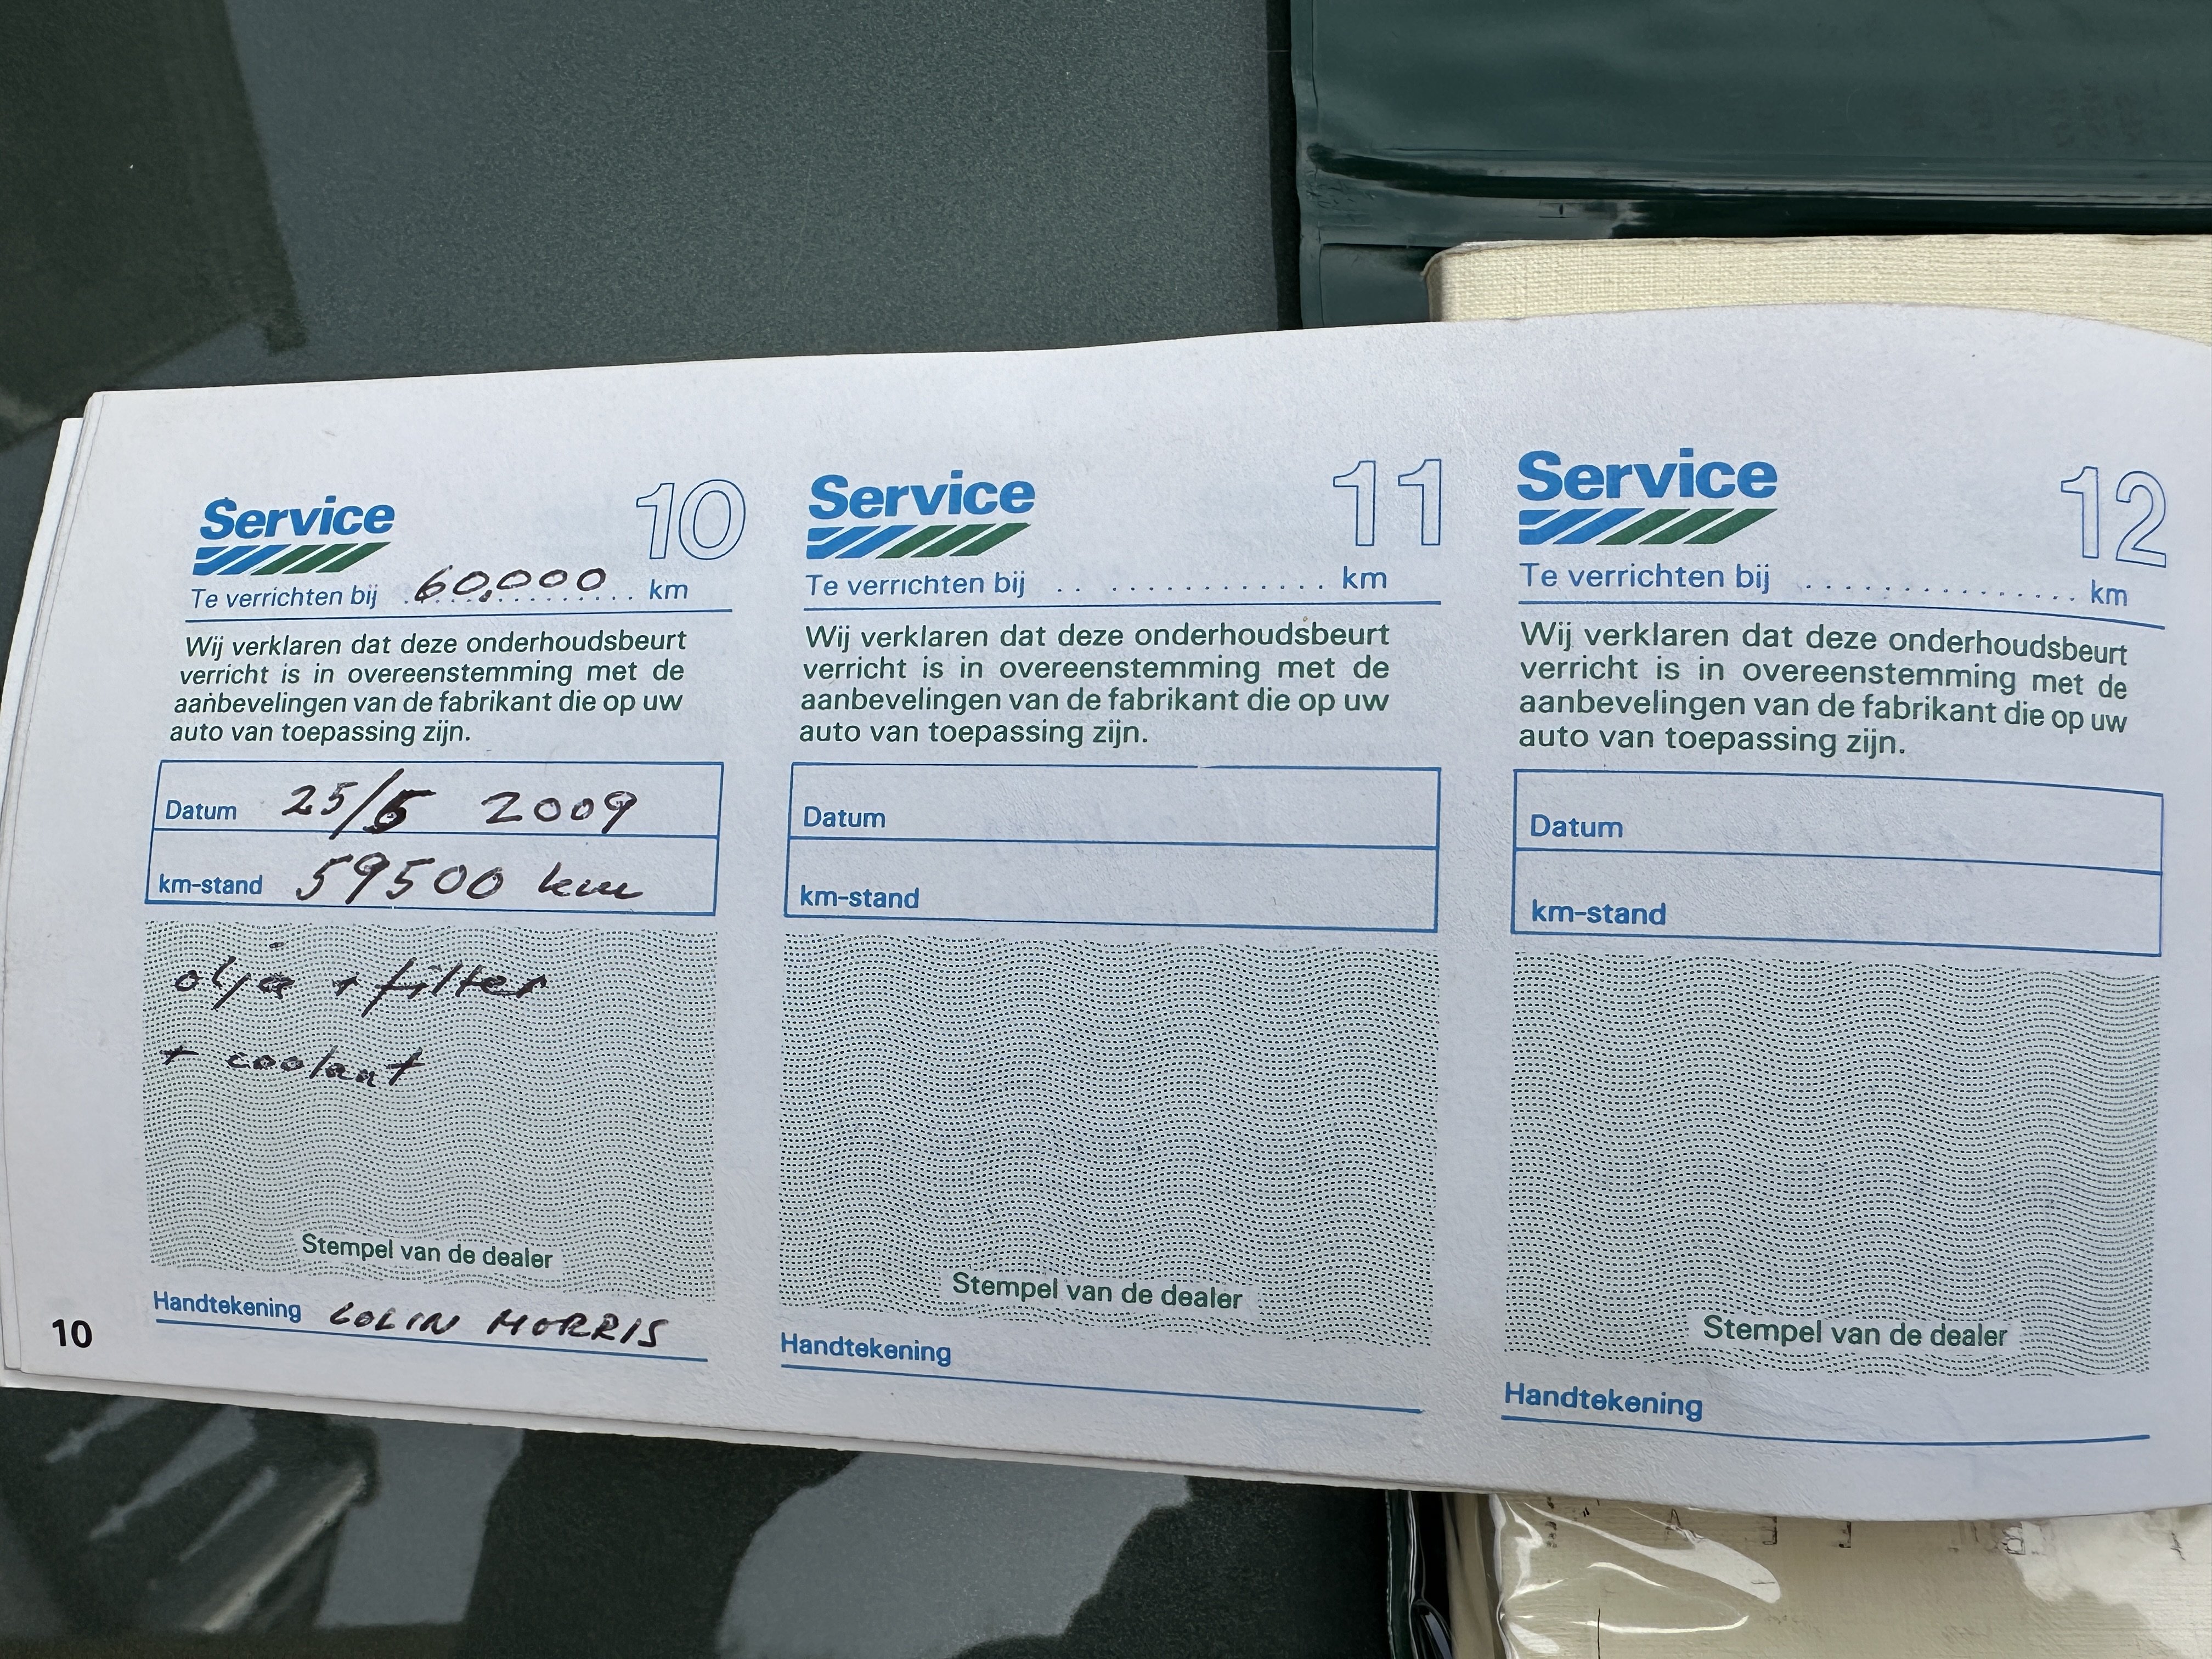 Service 10
Te verrichten bij 60,000 km
Wij verklaren dat deze onderhoudsbeurt
verricht is in overeenstemming met de
aanbevelingen van de fabrikant die op uw
auto van toepassing zijn.
Datum 25/5 2009
km-stand 59500 km
olja + filter
+ coolant
Stempel van de dealer
Handtekening COLIN MORRIS
10
Service 11
Te verrichten bij km
Wij verklaren dat deze onderhoudsbeurt
verricht is in overeenstemming met de
aanbevelingen van de fabrikant die op uw
auto van toepassing zijn.
Datum
km-stand
Stempel van de dealer
Handtekening
Service 12
Te verrichten bij km
Wij verklaren dat deze onderhoudsbeurt
verricht is in overeenstemming met de
aanbevelingen van de fabrikant die op uw
auto van toepassing zijn.
Datum
km-stand
Stempel van de dealer
Handtekening